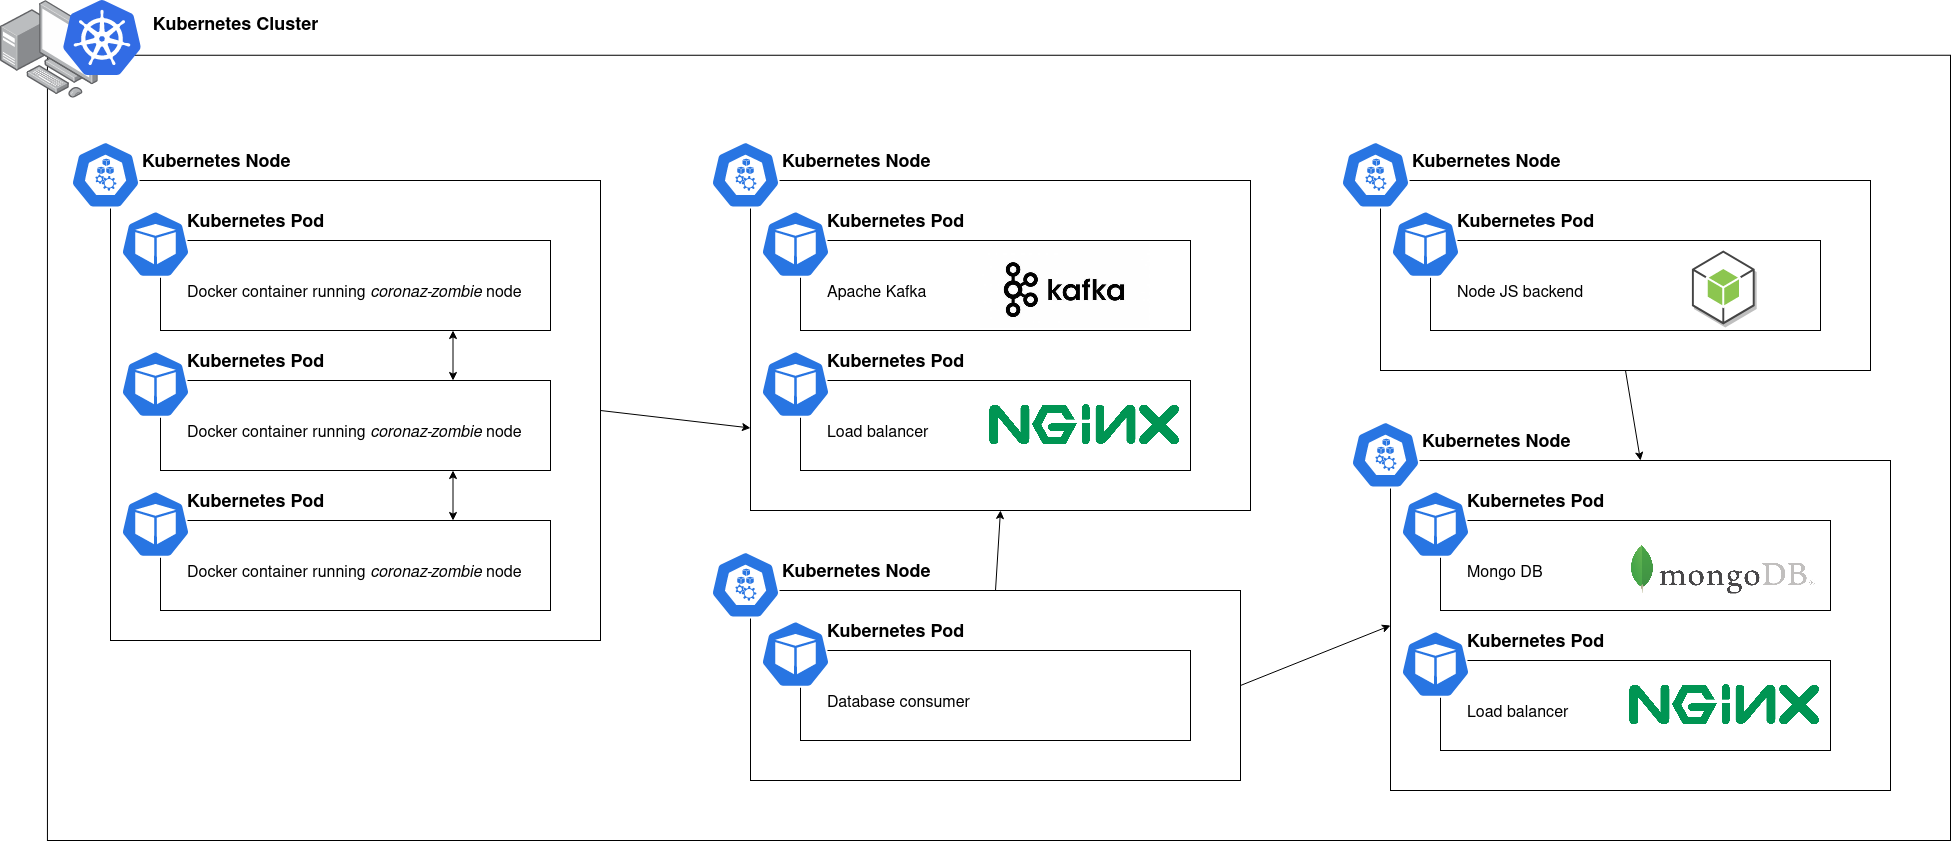 Kubernetes Cluster
Kubernetes Node
Kubernetes Pod
Docker container running coronaz-zombie node
Kubernetes Pod
Docker container running coronaz-zombie node
Kubernetes Pod
Docker container running coronaz-zombie node
Kubernetes Node
Kubernetes Pod
Apache Kafka
kafka
Kubernetes Pod
Load balancer
NGINX
Kubernetes Node
Kubernetes Pod
Database consumer
Kubernetes Node
Kubernetes Pod
Node JS backend
Kubernetes Node
Kubernetes Pod
Mongo DB
mongoDB
Kubernetes Pod
Load balancer
NGINX